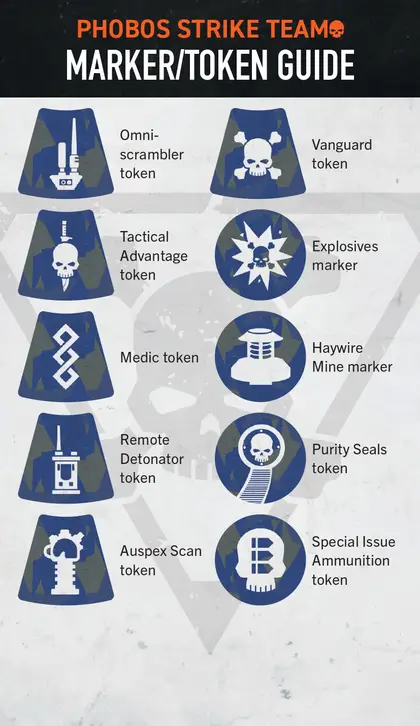 PHOBOS STRIKE TEAM
MARKER/TOKEN GUIDE
Omni-
scrambler
token
Vanguard
token
Tactical
Advantage
token
Explosives
marker
Medic token
Haywire
Mine marker
Remote
Detonator
token
Purity Seals
token
Auspex Scan
token
Special Issue
Ammunition
token